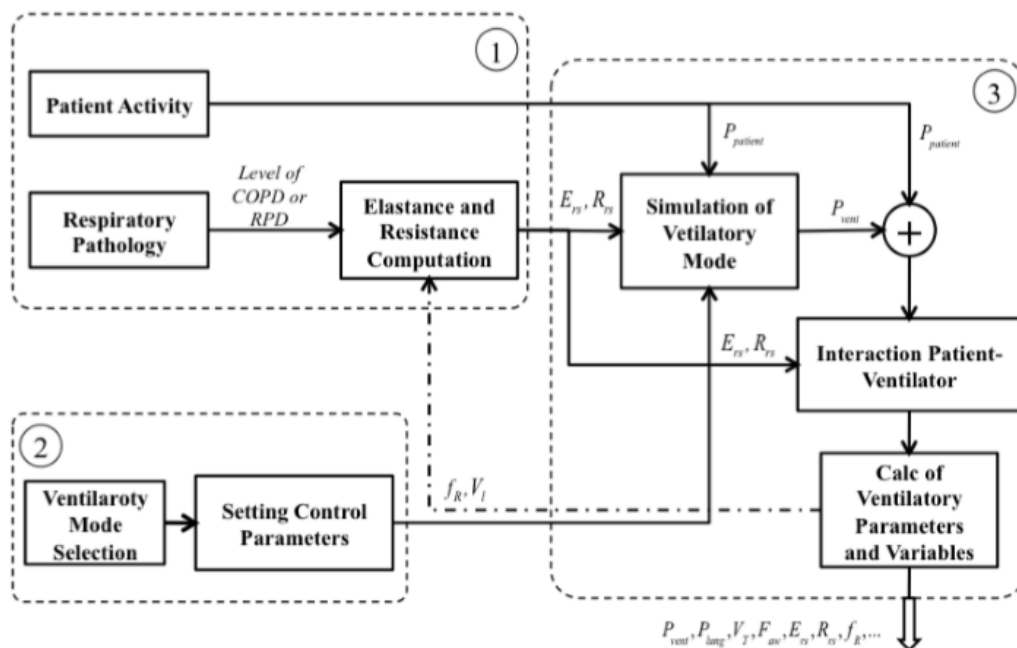 1
Patient Activity
Respiratory
Pathology
Level of
COPD or
RPD
Elastance and
Resistance
Computation
2
Ventilaroty
Mode
Selection
Setting Control
Parameters
f_R, V_l
3
P_patient
P_patient
E_rs, R_rs
Simulation of
Vetilatory
Mode
P_vent
+
E_rs, R_rs
Interaction Patient-
Ventilator
Calc of
Ventilatory
Parameters
and Variables
P_vent, P_lung, V_T, F_aw, E_rs, R_rs, f_R, ...